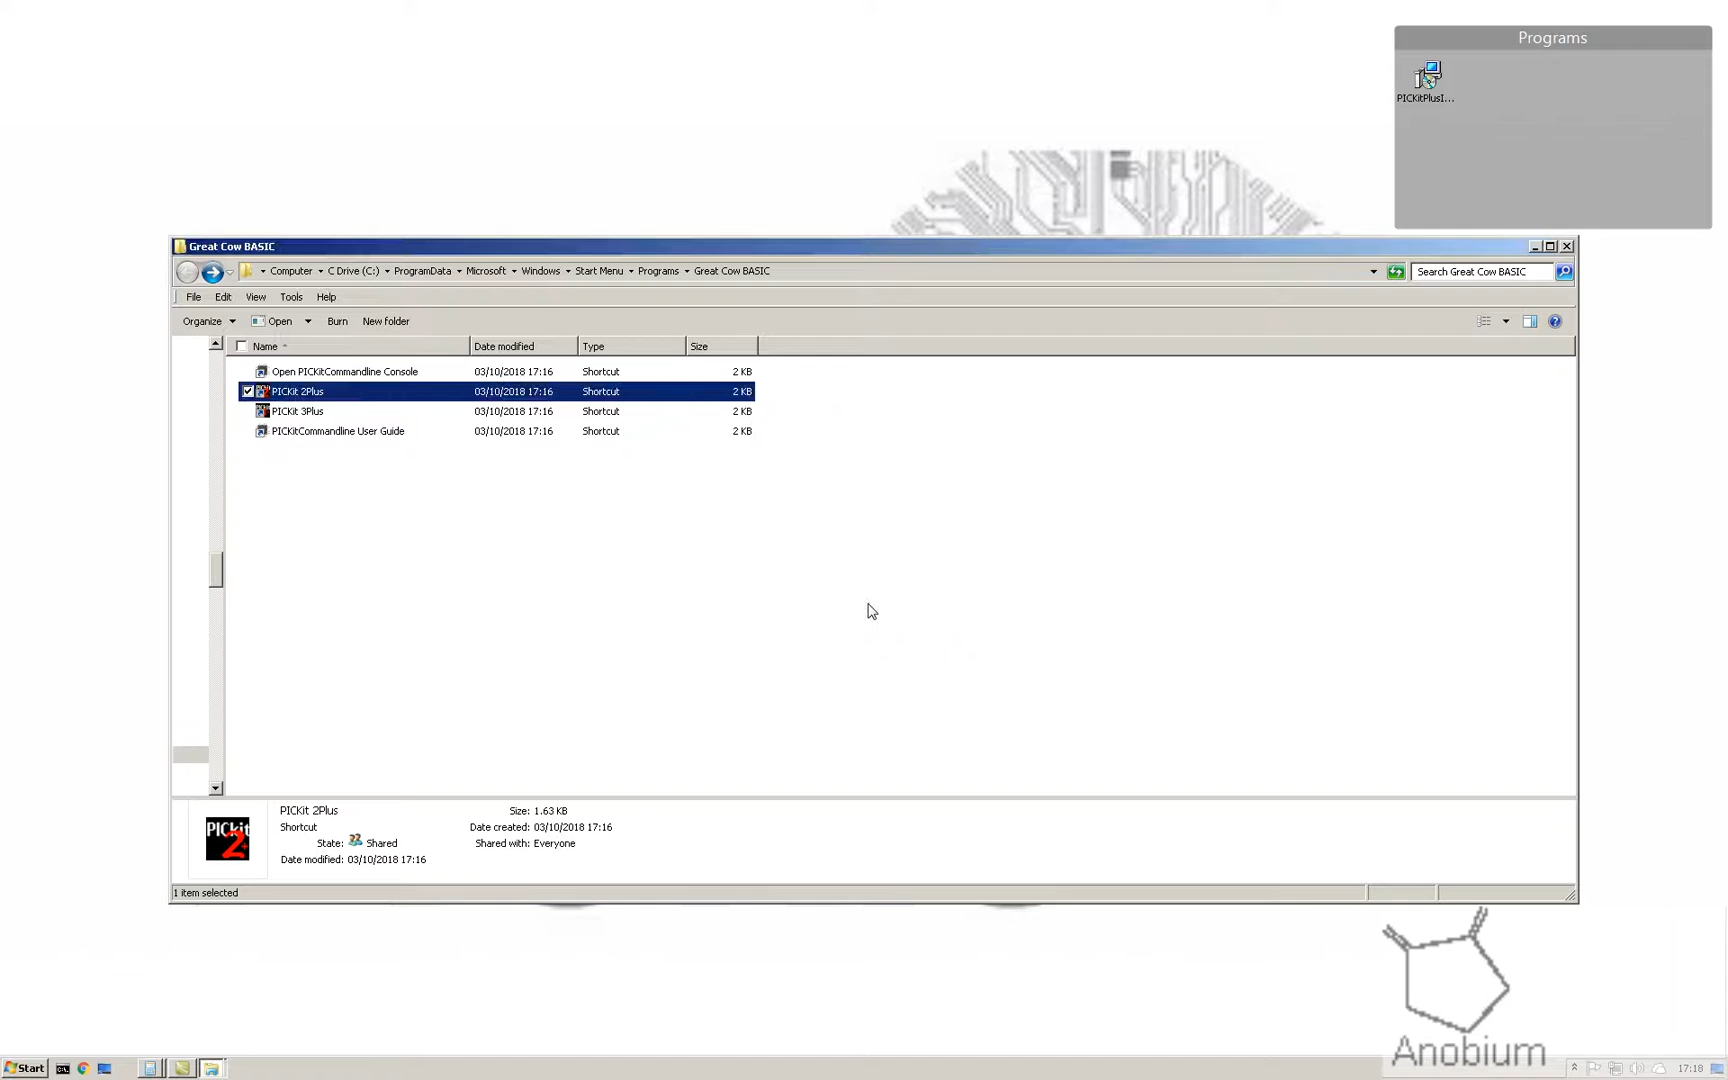 Programs
PICKitPlusI...
Great Cow BASIC
Computer C Drive (C:) ProgramData Microsoft Windows Start Menu Programs Great Cow BASIC
Search Great Cow BASIC
File Edit View Tools Help
Organize Open Burn New folder
Name Date modified Type Size
Open PICKitCommandline Console 03/10/2018 17:16 Shortcut 2 KB
PICKit 2Plus 03/10/2018 17:16 Shortcut 2 KB
PICKit 3Plus 03/10/2018 17:16 Shortcut 2 KB
PICKitCommandline User Guide 03/10/2018 17:16 Shortcut 2 KB
PICkit
2+
PICKit 2Plus Size: 1.63 KB
Shortcut Date created: 03/10/2018 17:16
State: Shared Shared with: Everyone
Date modified: 03/10/2018 17:16
1 item selected
Anobium
Start 17:18